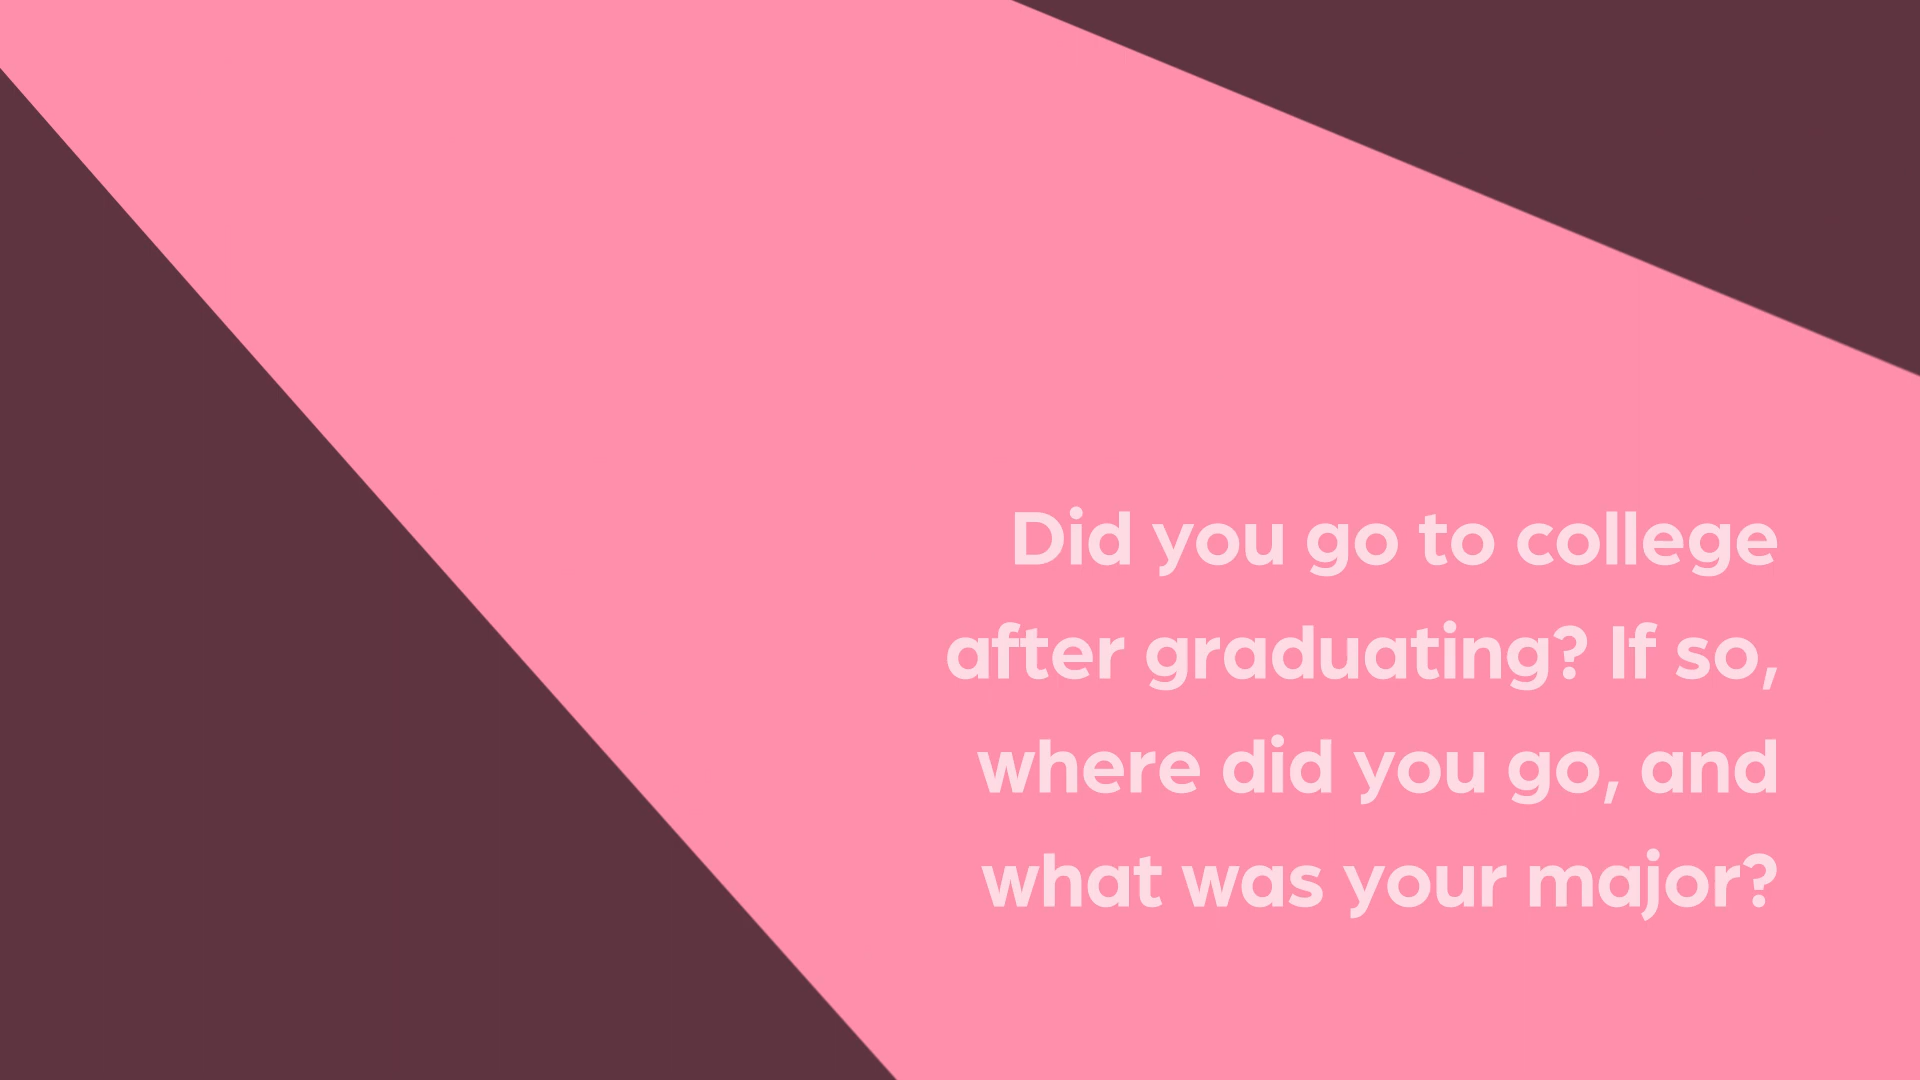 Did you go to college
after graduating? If so,
where did you go, and
what was your major?